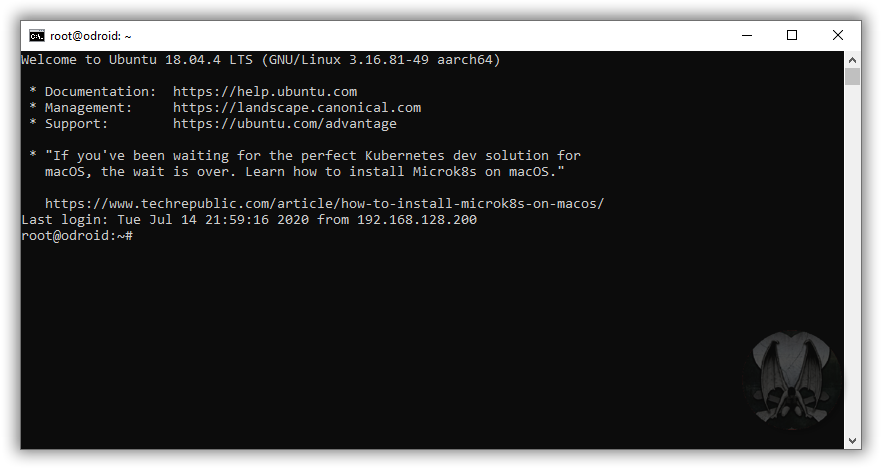 root@odroid: ~
Welcome to Ubuntu 18.04.4 LTS (GNU/Linux 3.16.81-49 aarch64)
* Documentation: https://help.ubuntu.com
* Management: https://landscape.canonical.com
* Support: https://ubuntu.com/advantage
* "If you've been waiting for the perfect Kubernetes dev solution for
macOS, the wait is over. Learn how to install Microk8s on macOS."
https://www.techrepublic.com/article/how-to-install-microk8s-on-macos/
Last login: Tue Jul 14 21:59:16 2020 from 192.168.128.200
root@odroid:~#